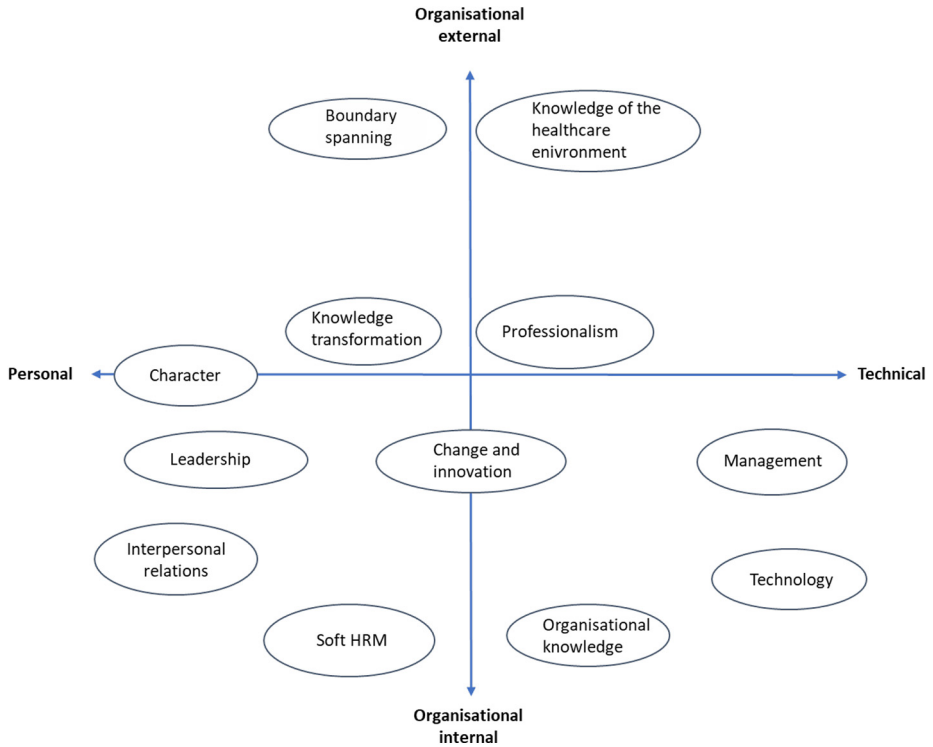 Organisational
external
Boundary
spanning
Knowledge of the
healthcare
enivronment
Knowledge
transformation
Professionalism
Personal
Character
Technical
Leadership
Change and
innovation
Management
Interpersonal
relations
Technology
Soft HRM
Organisational
knowledge
Organisational
internal